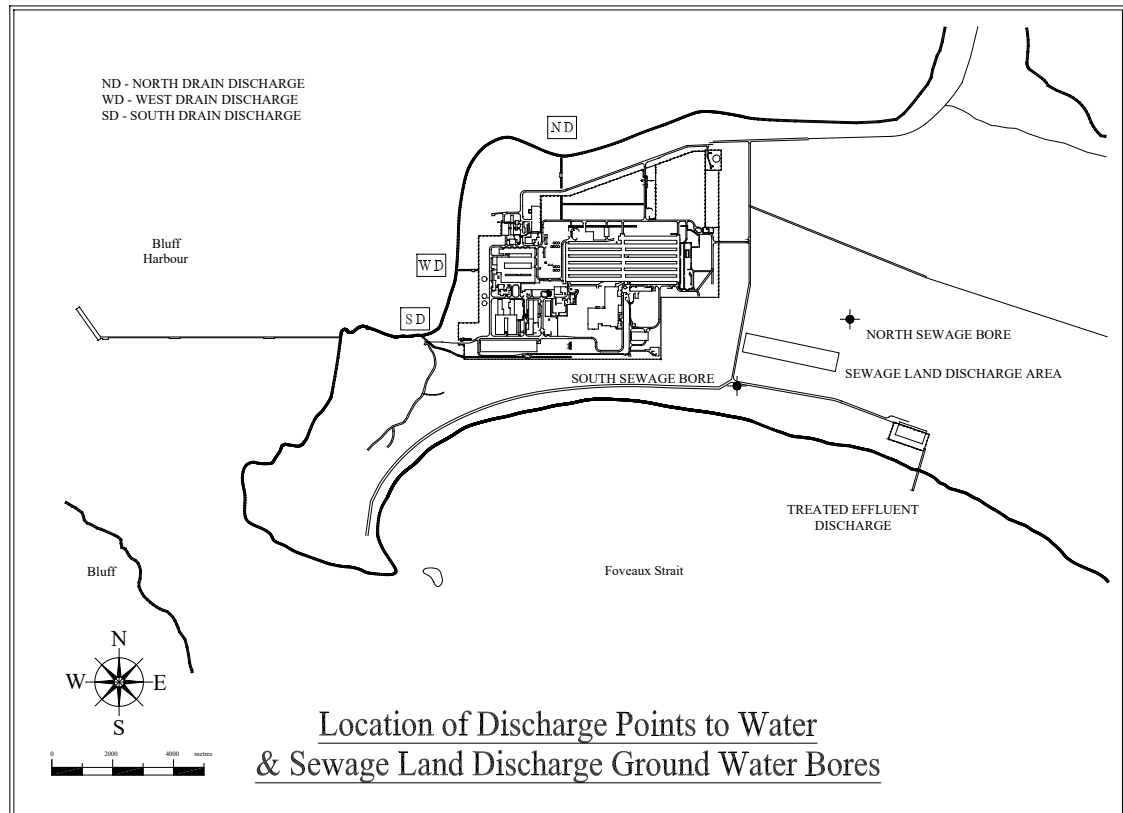 ND - NORTH DRAIN DISCHARGE
WD - WEST DRAIN DISCHARGE
SD - SOUTH DRAIN DISCHARGE
ND
Bluff
Harbour
WD
SD
NORTH SEWAGE BORE
SEWAGE LAND DISCHARGE AREA
SOUTH SEWAGE BORE
TREATED EFFLUENT
DISCHARGE
Bluff
Foveaux Strait
N
W E
S
0 2000 4000 metres
Location of Discharge Points to Water
& Sewage Land Discharge Ground Water Bores